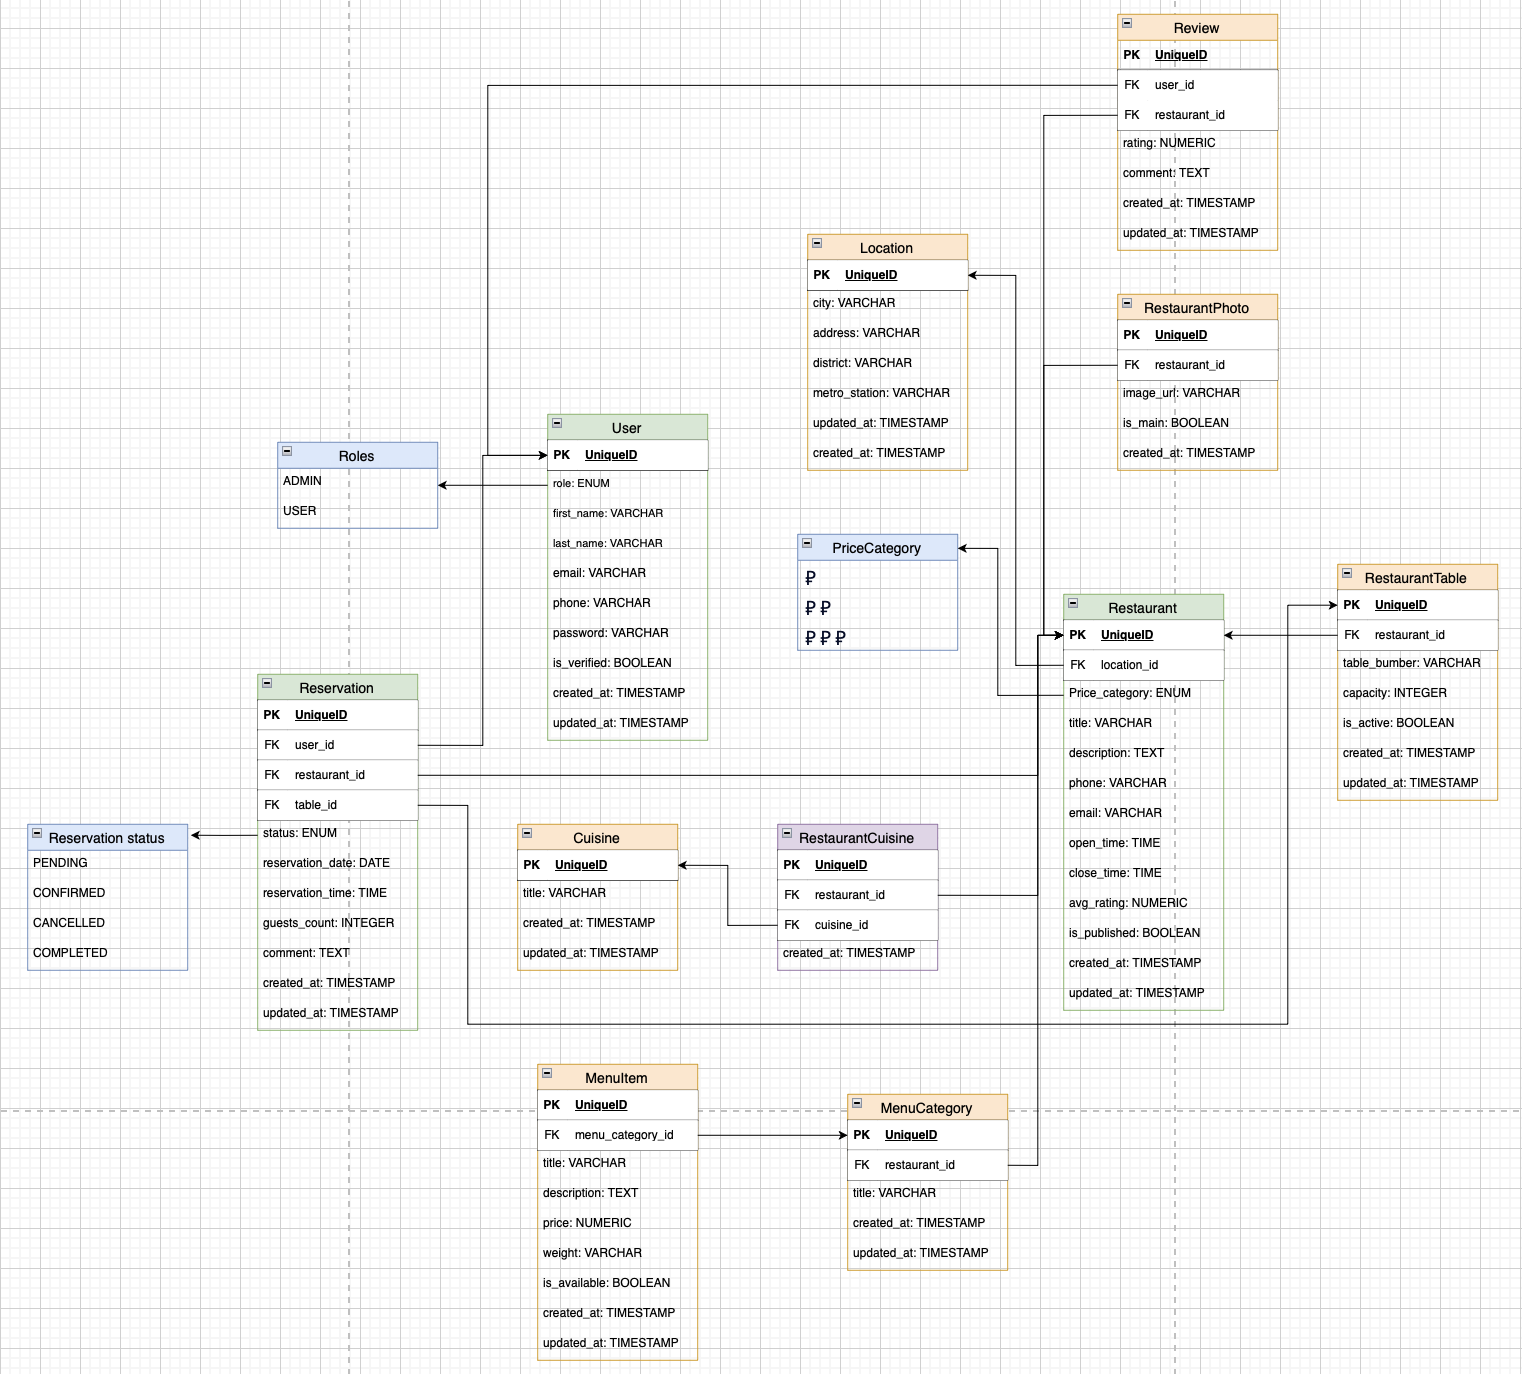 Review
PK UniqueID
FK user_id
FK restaurant_id
rating: NUMERIC
comment: TEXT
created_at: TIMESTAMP
updated_at: TIMESTAMP
Location
PK UniqueID
city: VARCHAR
address: VARCHAR
district: VARCHAR
metro_station: VARCHAR
updated_at: TIMESTAMP
created_at: TIMESTAMP
RestaurantPhoto
PK UniqueID
FK restaurant_id
image_url: VARCHAR
is_main: BOOLEAN
created_at: TIMESTAMP
User
PK UniqueID
role: ENUM
first_name: VARCHAR
last_name: VARCHAR
email: VARCHAR
phone: VARCHAR
password: VARCHAR
is_verified: BOOLEAN
created_at: TIMESTAMP
updated_at: TIMESTAMP
Roles
ADMIN
USER
PriceCategory
₽
₽ ₽
₽ ₽ ₽
Restaurant
PK UniqueID
FK location_id
Price_category: ENUM
title: VARCHAR
description: TEXT
phone: VARCHAR
email: VARCHAR
open_time: TIME
close_time: TIME
avg_rating: NUMERIC
is_published: BOOLEAN
created_at: TIMESTAMP
updated_at: TIMESTAMP
RestaurantTable
PK UniqueID
FK restaurant_id
table_bumber: VARCHAR
capacity: INTEGER
is_active: BOOLEAN
created_at: TIMESTAMP
updated_at: TIMESTAMP
Reservation
PK UniqueID
FK user_id
FK restaurant_id
FK table_id
status: ENUM
reservation_date: DATE
reservation_time: TIME
guests_count: INTEGER
comment: TEXT
created_at: TIMESTAMP
updated_at: TIMESTAMP
Reservation status
PENDING
CONFIRMED
CANCELLED
COMPLETED
Cuisine
PK UniqueID
title: VARCHAR
created_at: TIMESTAMP
updated_at: TIMESTAMP
RestaurantCuisine
PK UniqueID
FK restaurant_id
FK cuisine_id
created_at: TIMESTAMP
MenuItem
PK UniqueID
FK menu_category_id
title: VARCHAR
description: TEXT
price: NUMERIC
weight: VARCHAR
is_available: BOOLEAN
created_at: TIMESTAMP
updated_at: TIMESTAMP
MenuCategory
PK UniqueID
FK restaurant_id
title: VARCHAR
created_at: TIMESTAMP
updated_at: TIMESTAMP